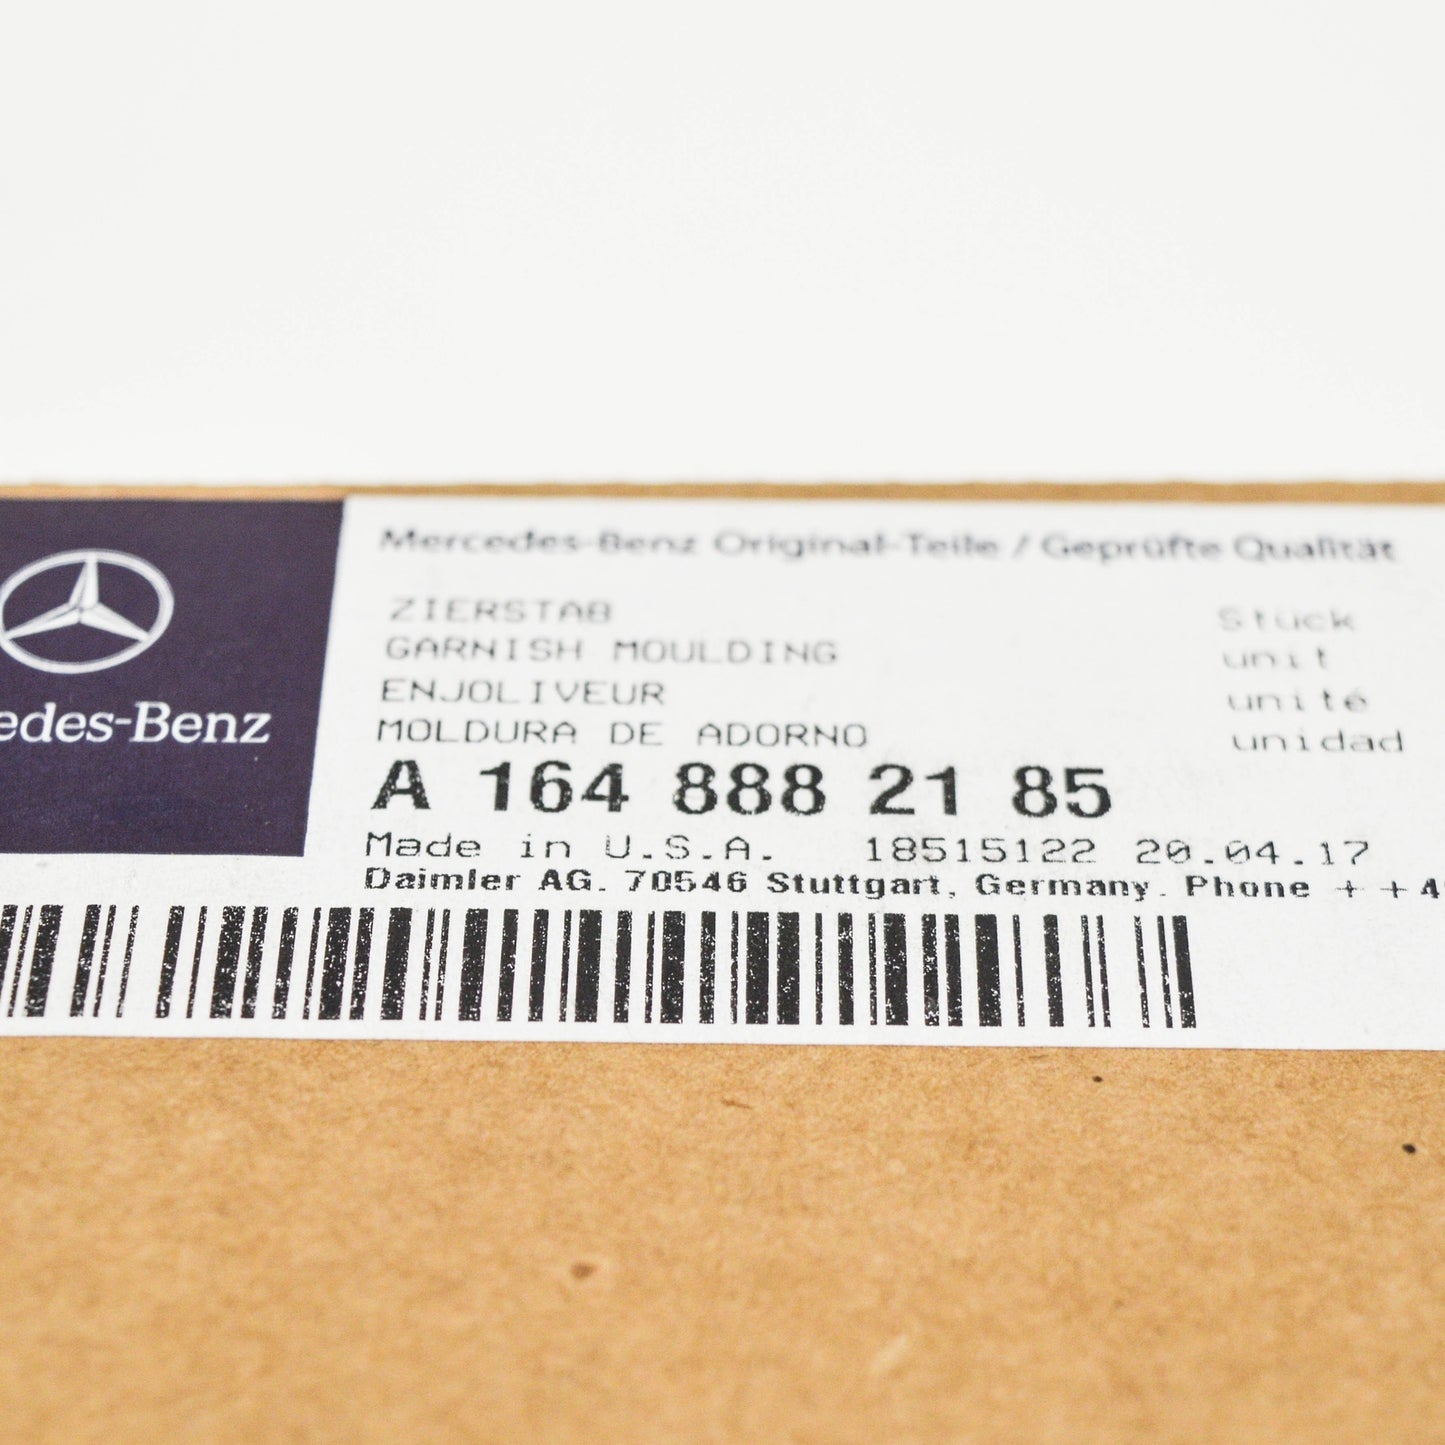 Mercedes-Benz Original-Teile / Geprüfte Qualität
ZIERSTAB Stück
GARNISH MOULDING unit
ENJOLIVEUR unité
MOLDURA DE ADORNO unidad
edes-Benz
A 164 888 21 85
Made in U.S.A. 18515122 20.04.17
Daimler AG. 70546 Stuttgart, Germany. Phone + + 4